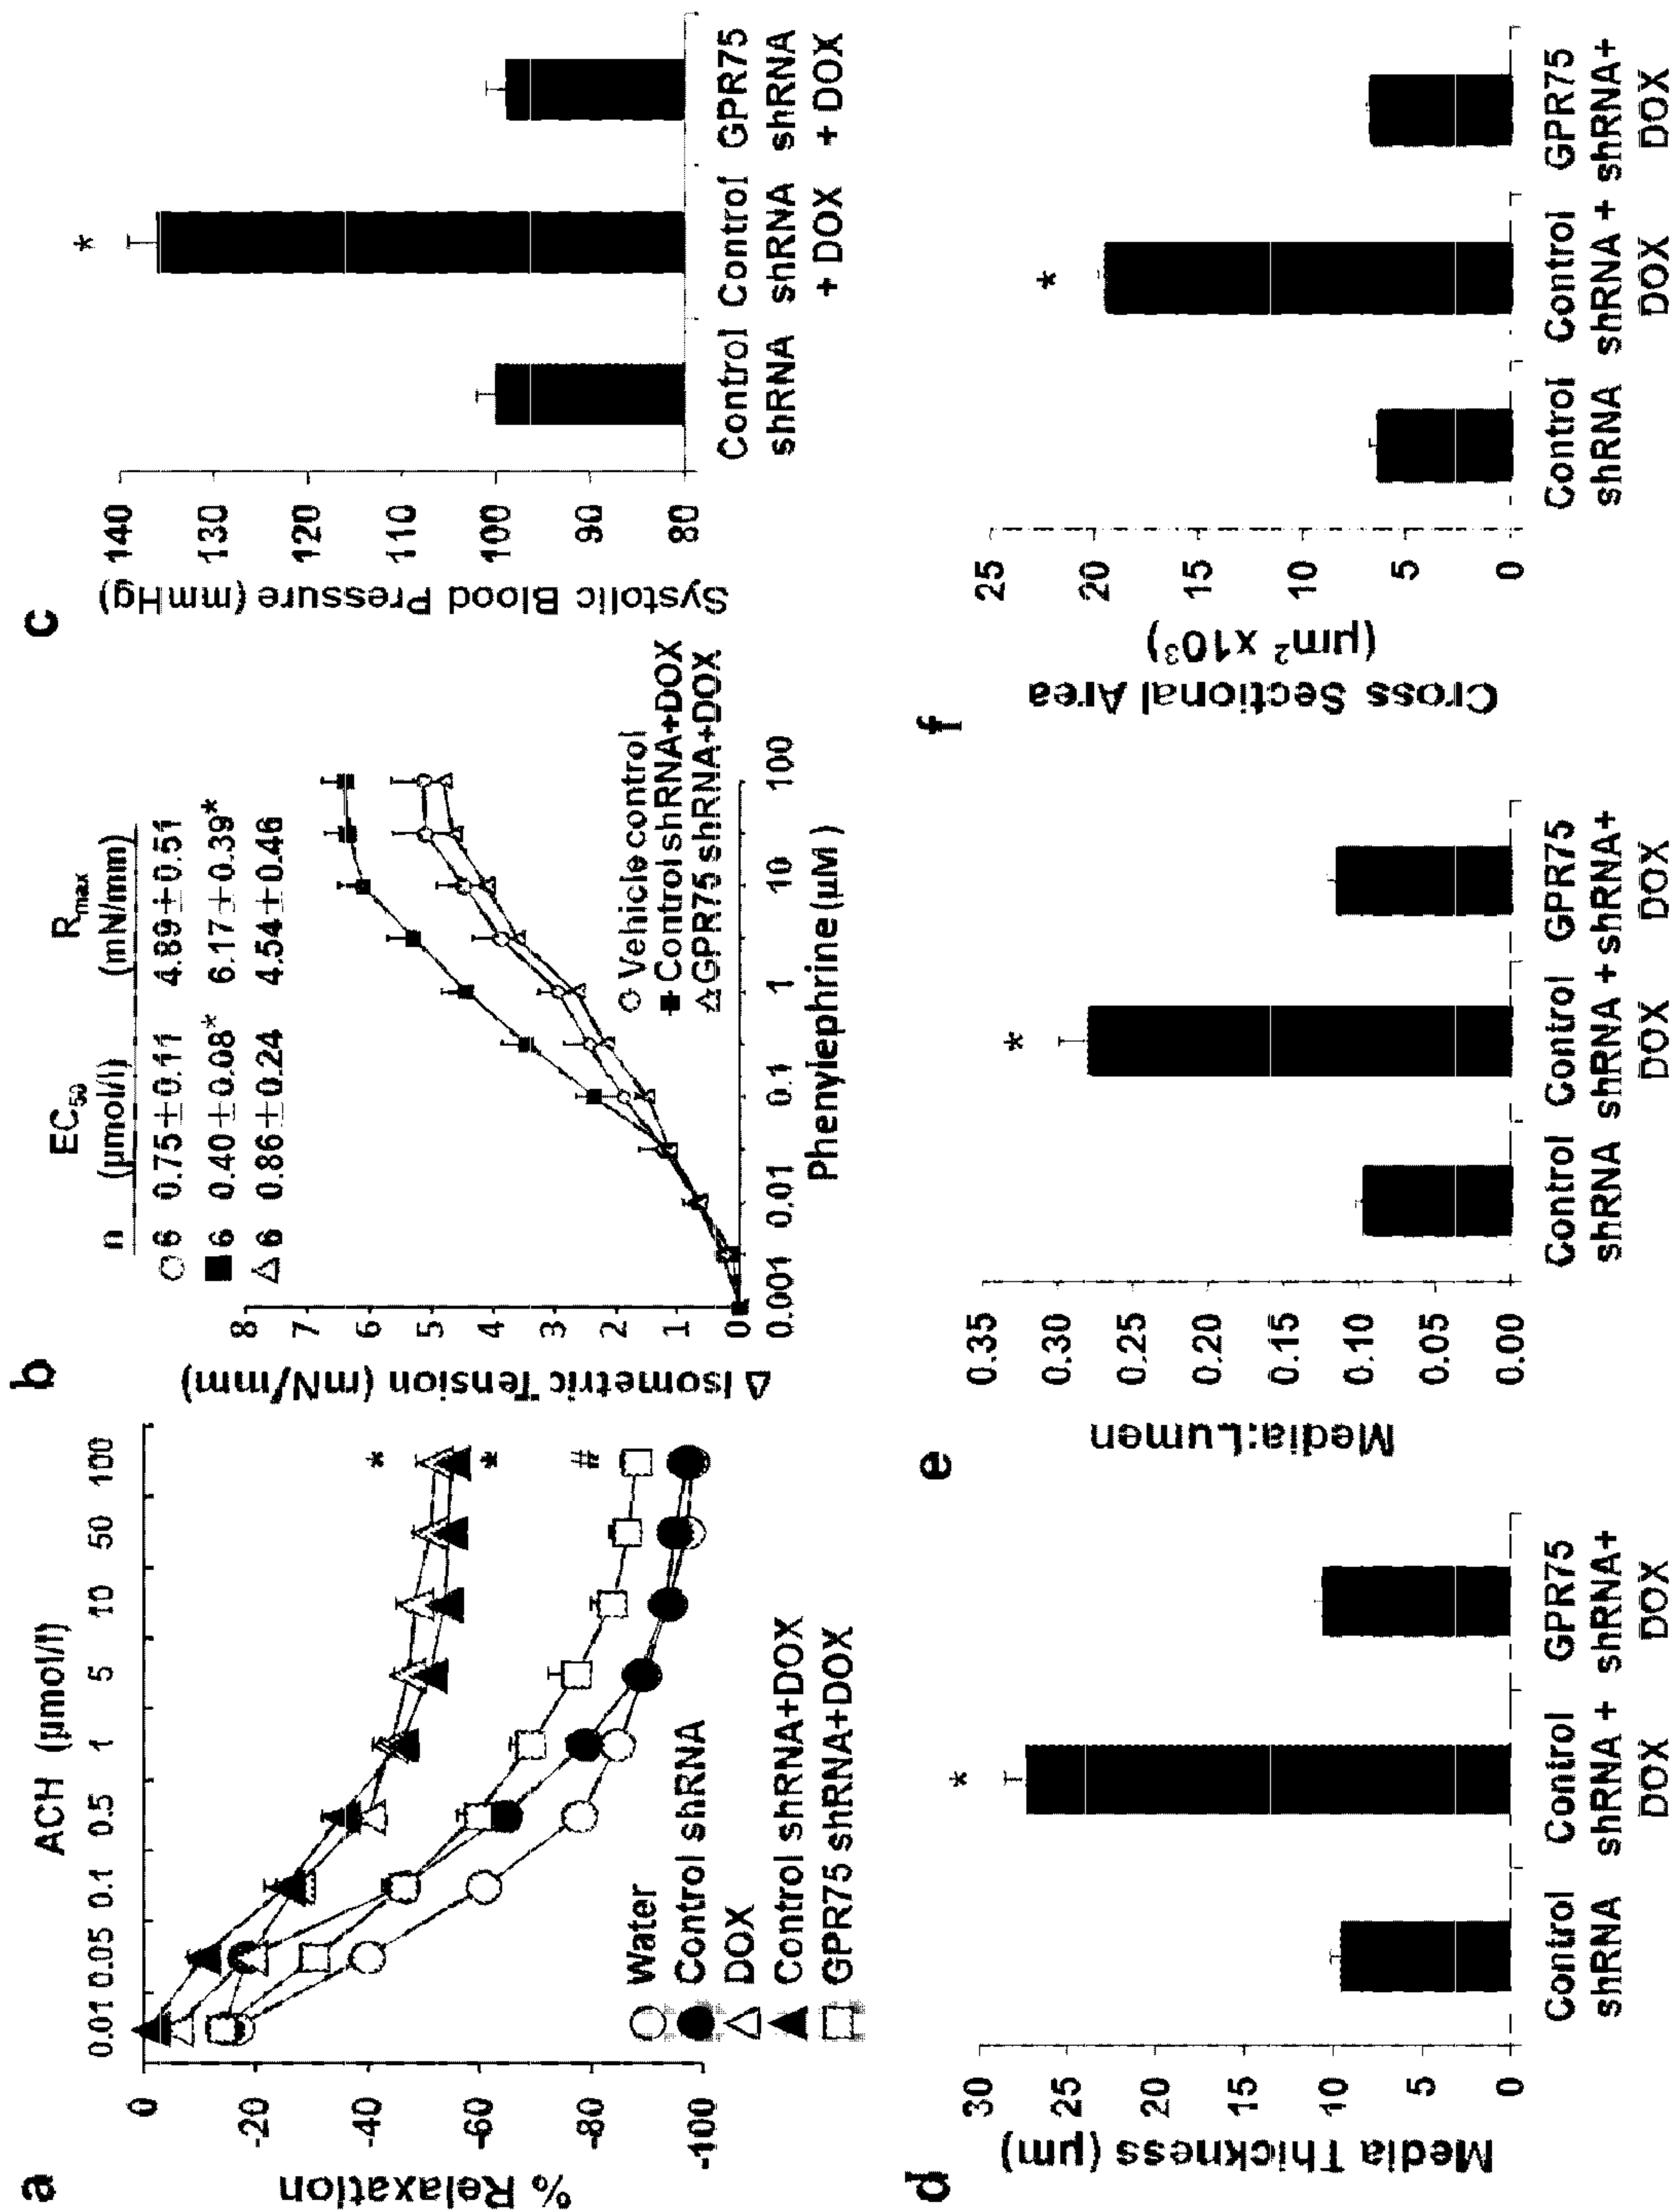 a
ACH (µmol/l)
0.01 0.05 0.1 0.5 1 5 10 50 100
0
-20
-40
-60
-80
-100
% Relaxation
*
*
#
Water
Control shRNA
DOX
Control shRNA+DOX
GPR75 shRNA+DOX
b
n EC50 (µmol/l) Rmax (mN/mm)
6 0.75±0.11 4.89±0.51
6 0.40±0.08* 6.17±0.39*
6 0.86±0.24 4.54±0.46
8
7
6
5
4
3
2
1
0
Δ Isometric Tension (mN/mm)
0.001 0.01 0.1 1 10 100
Phenylephrine (µM)
Vehicle control
Control shRNA+DOX
GPR75 shRNA+DOX
c
140
130
120
110
100
90
80
Systolic Blood Pressure (mmHg)
*
Control Control GPR75
shRNA shRNA shRNA
+ DOX + DOX
d
30
25
20
15
10
5
0
Media Thickness (µm)
*
Control Control GPR75
shRNA shRNA + shRNA+
DOX DOX
e
0.35
0.30
0.25
0.20
0.15
0.10
0.05
0.00
Media:Lumen
*
Control Control GPR75
shRNA shRNA + shRNA+
DOX DOX
f
25
20
15
10
5
0
Cross Sectional Area
(µm² x10³)
*
Control Control GPR75
shRNA shRNA + shRNA+
DOX DOX